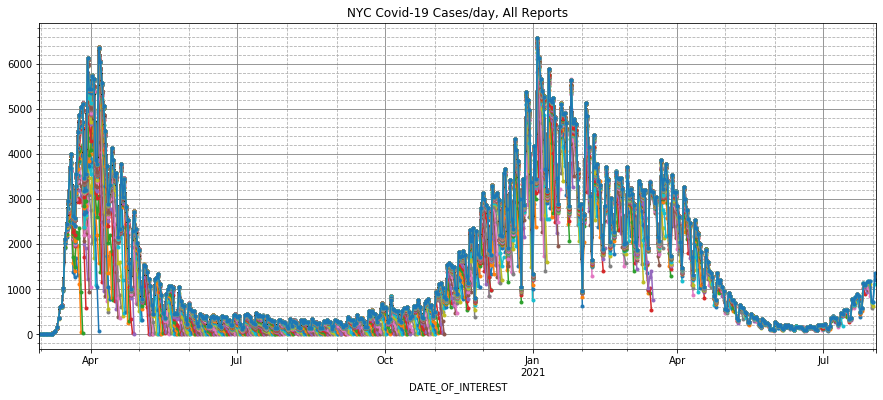 NYC Covid-19 Cases/day, All Reports
6000
5000
4000
3000
2000
1000
0
Apr Jul Oct Jan Apr Jul
2021
DATE_OF_INTEREST